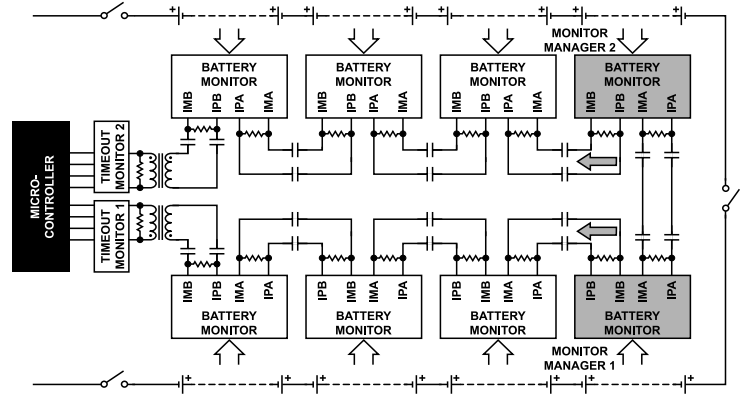 + + + + + + + +
MONITOR
MANAGER 2
BATTERY
MONITOR
IMB IPB IPA IMA
BATTERY
MONITOR
IMB IPB IPA IMA
BATTERY
MONITOR
IMB IPB IPA IMA
BATTERY
MONITOR
IMB IPB IMA IPA
MICRO-
CONTROLLER
TIMEOUT
MONITOR 2
TIMEOUT
MONITOR 1
IMB IPB IMA IPA
BATTERY
MONITOR
IPB IMB IMA IPA
BATTERY
MONITOR
IPB IMB IMA IPA
BATTERY
MONITOR
IPB IMB IMA IPA
BATTERY
MONITOR
MONITOR
MANAGER 1
+ + + + + + + +